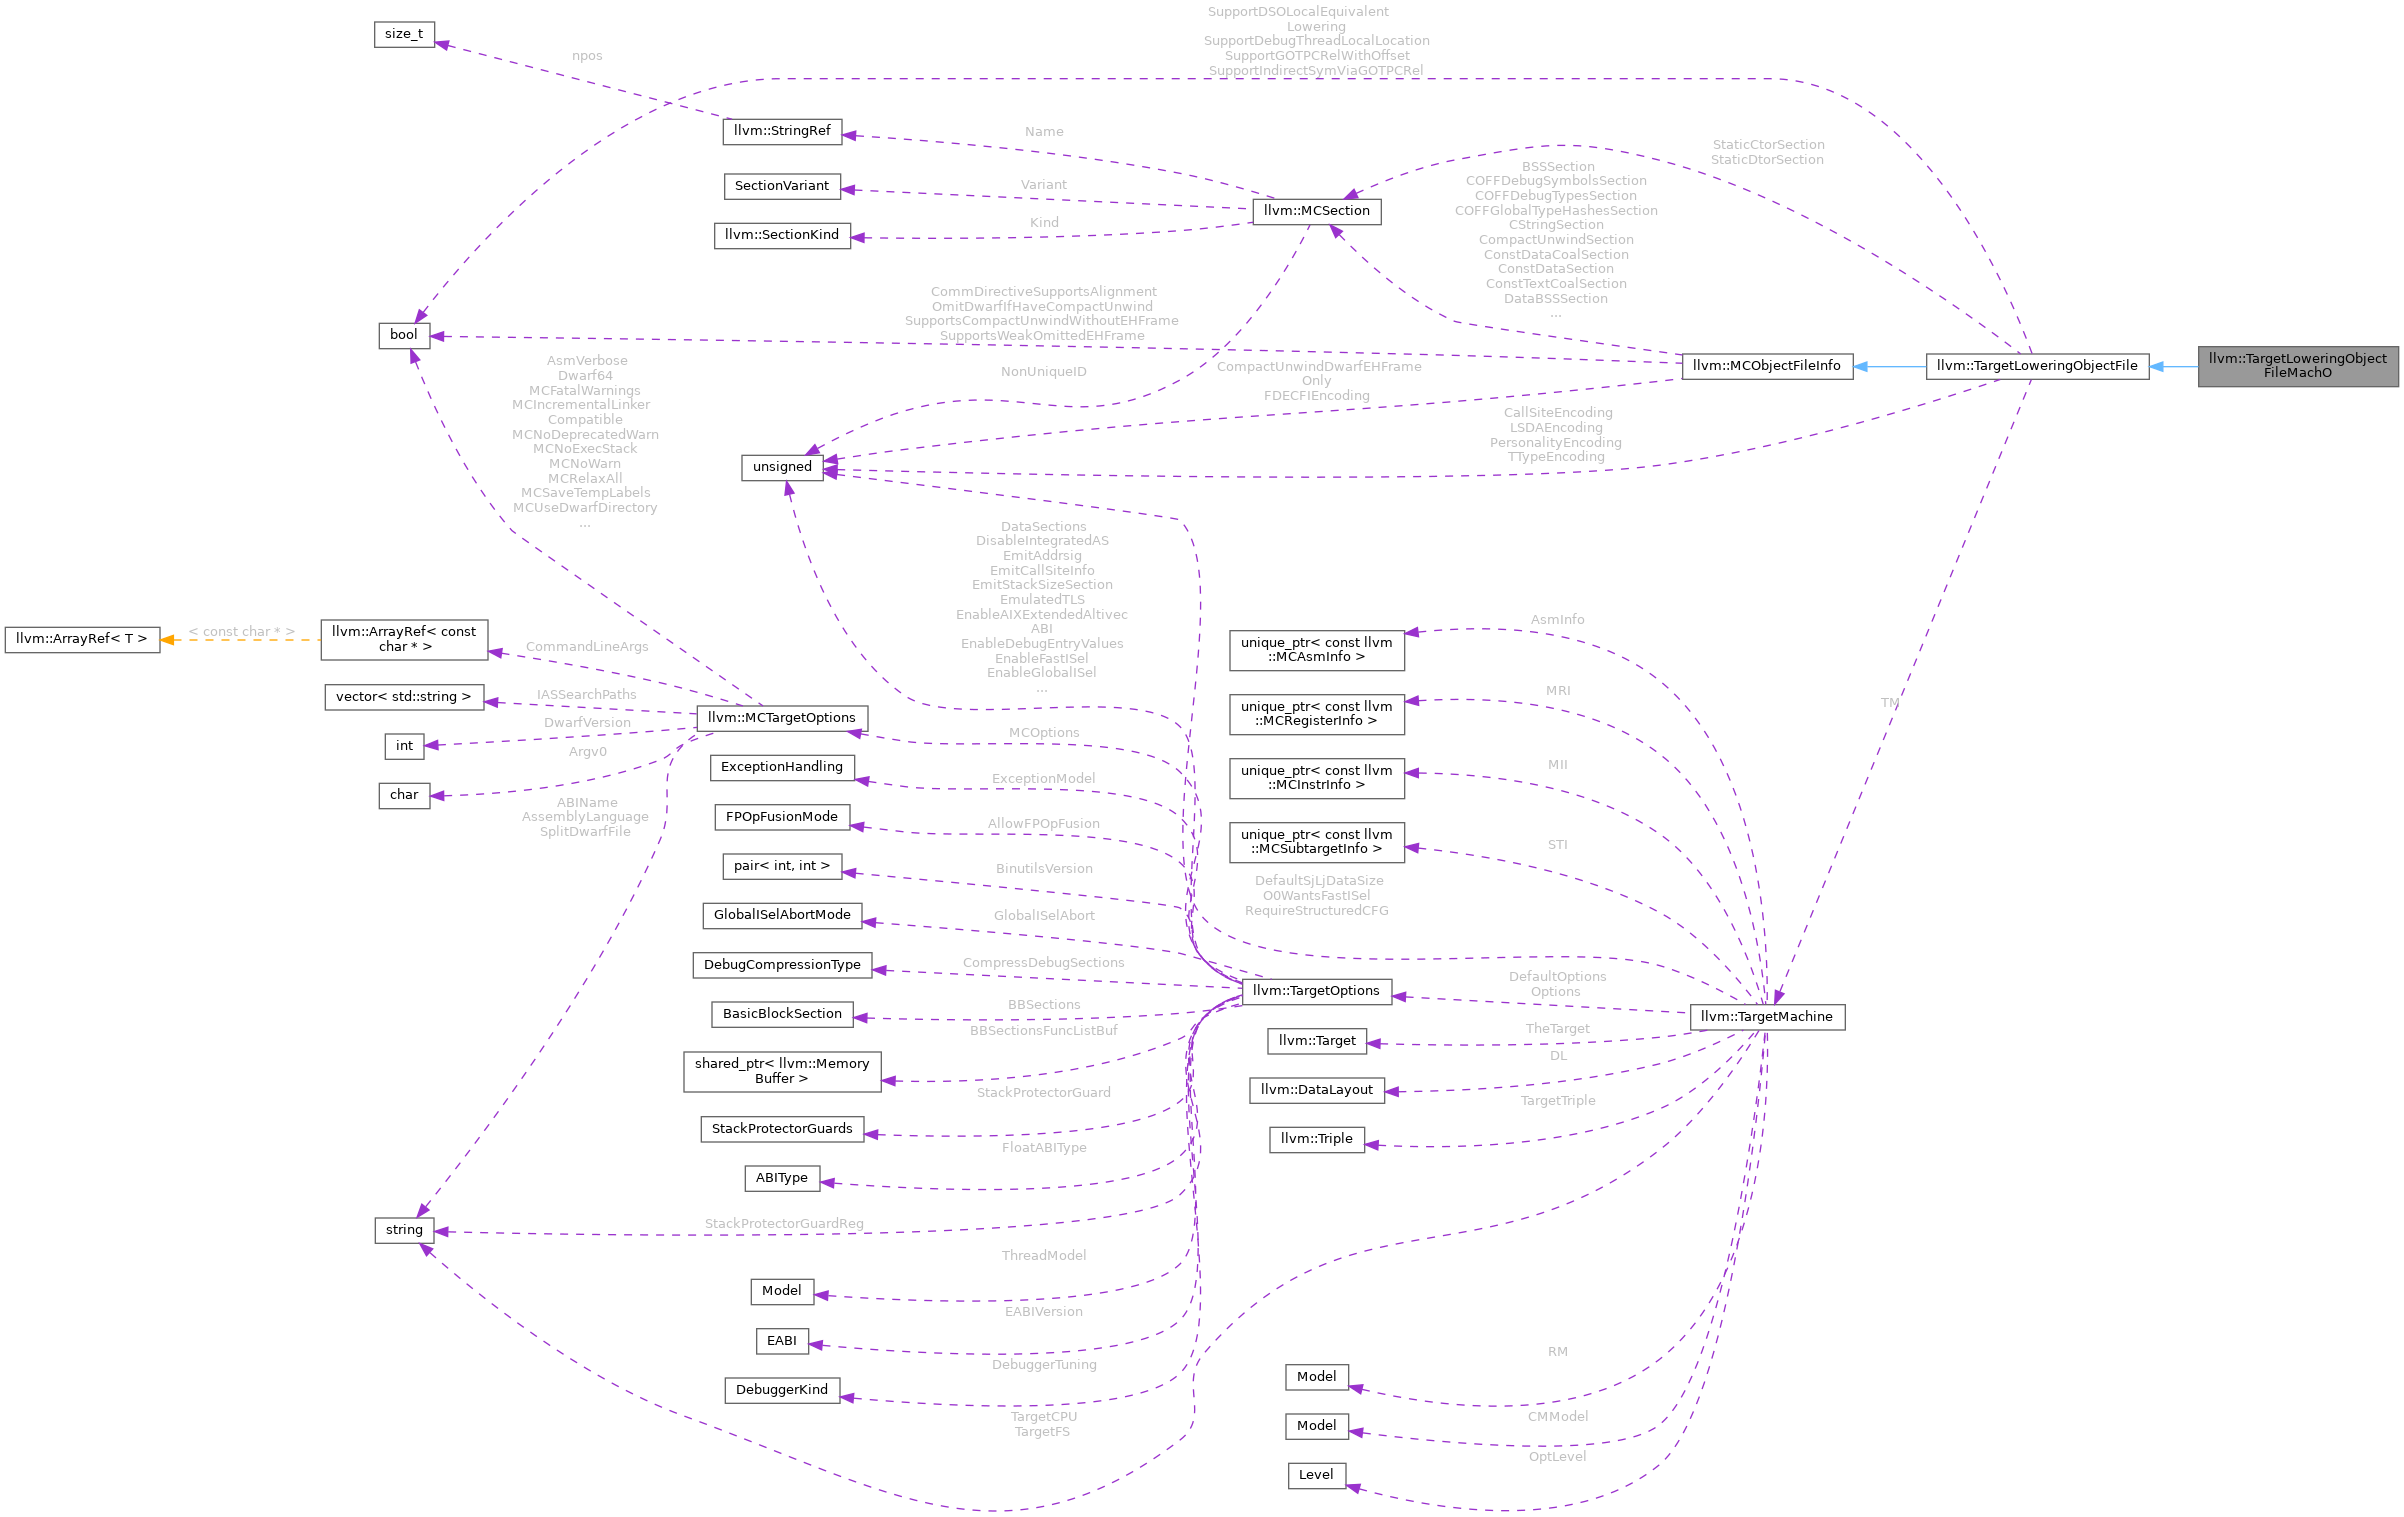 SupportDSOLocalEquivalent
Lowering
SupportDebugThreadLocalLocation
SupportGOTPCRelWithOffset
SupportIndirectSymViaGOTPCRel
size_t
npos
llvm::StringRef
Name
StaticCtorSection
StaticDtorSection
SectionVariant
Variant
llvm::SectionKind
Kind
llvm::MCSection
BSSSection
COFFDebugSymbolsSection
COFFDebugTypesSection
COFFGlobalTypeHashesSection
CStringSection
CompactUnwindSection
ConstDataCoalSection
ConstDataSection
ConstTextCoalSection
DataBSSSection
...
CommDirectiveSupportsAlignment
OmitDwarfIfHaveCompactUnwind
SupportsCompactUnwindWithoutEHFrame
SupportsWeakOmittedEHFrame
bool
NonUniqueID
CompactUnwindDwarfEHFrame
Only
FDECFIEncoding
llvm::MCObjectFileInfo
llvm::TargetLoweringObjectFile
llvm::TargetLoweringObject
FileMachO
AsmVerbose
Dwarf64
MCFatalWarnings
MCIncrementalLinker
Compatible
MCNoDeprecatedWarn
MCNoExecStack
MCNoWarn
MCRelaxAll
MCSaveTempLabels
MCUseDwarfDirectory
...
unsigned
CallSiteEncoding
LSDAEncoding
PersonalityEncoding
TTypeEncoding
DataSections
DisableIntegratedAS
EmitAddrsig
EmitCallSiteInfo
EmitStackSizeSection
EmulatedTLS
EnableAIXExtendedAltivec
ABI
EnableDebugEntryValues
EnableFastISel
EnableGlobalISel
...
llvm::ArrayRef< T >
< const char * >
llvm::ArrayRef< const
char * >
CommandLineArgs
vector< std::string >
IASSearchPaths
int
DwarfVersion
char
Argv0
ABIName
AssemblyLanguage
SplitDwarfFile
llvm::MCTargetOptions
MCOptions
ExceptionHandling
ExceptionModel
FPOpFusionMode
AllowFPOpFusion
pair< int, int >
BinutilsVersion
GlobalISelAbortMode
GlobalISelAbort
DebugCompressionType
CompressDebugSections
BasicBlockSection
BBSections
BBSectionsFuncListBuf
shared_ptr< llvm::Memory
Buffer >
StackProtectorGuard
StackProtectorGuards
FloatABIType
ABIType
string
StackProtectorGuardReg
ThreadModel
Model
EABIVersion
EABI
DebuggerTuning
DebuggerKind
TargetCPU
TargetFS
unique_ptr< const llvm
::MCAsmInfo >
AsmInfo
unique_ptr< const llvm
::MCRegisterInfo >
MRI
unique_ptr< const llvm
::MCInstrInfo >
MII
unique_ptr< const llvm
::MCSubtargetInfo >
STI
TM
DefaultSjLjDataSize
O0WantsFastISel
RequireStructuredCFG
llvm::TargetOptions
DefaultOptions
Options
llvm::TargetMachine
llvm::Target
TheTarget
llvm::DataLayout
DL
llvm::Triple
TargetTriple
Model
RM
Model
CMModel
Level
OptLevel